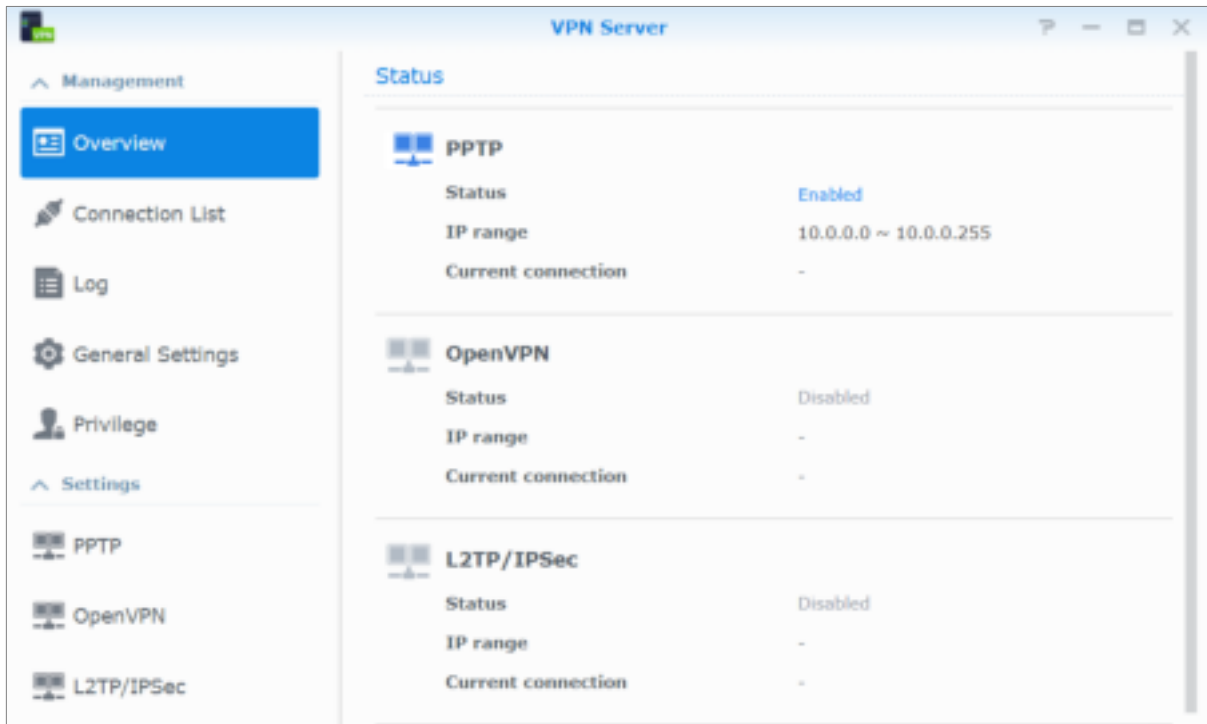 VPN Server
Management
Overview
Connection List
Log
General Settings
Privilege
Settings
PPTP
OpenVPN
L2TP/IPSec
Status
PPTP
Status Enabled
IP range 10.0.0.0 ~ 10.0.0.255
Current connection -
OpenVPN
Status Disabled
IP range -
Current connection -
L2TP/IPSec
Status Disabled
IP range -
Current connection -